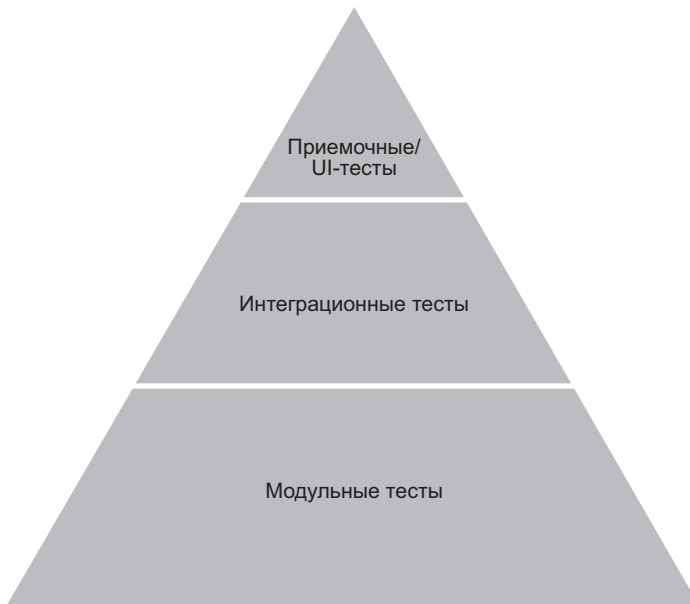 Приемочные/
UI-тесты
Интеграционные тесты
Модульные тесты